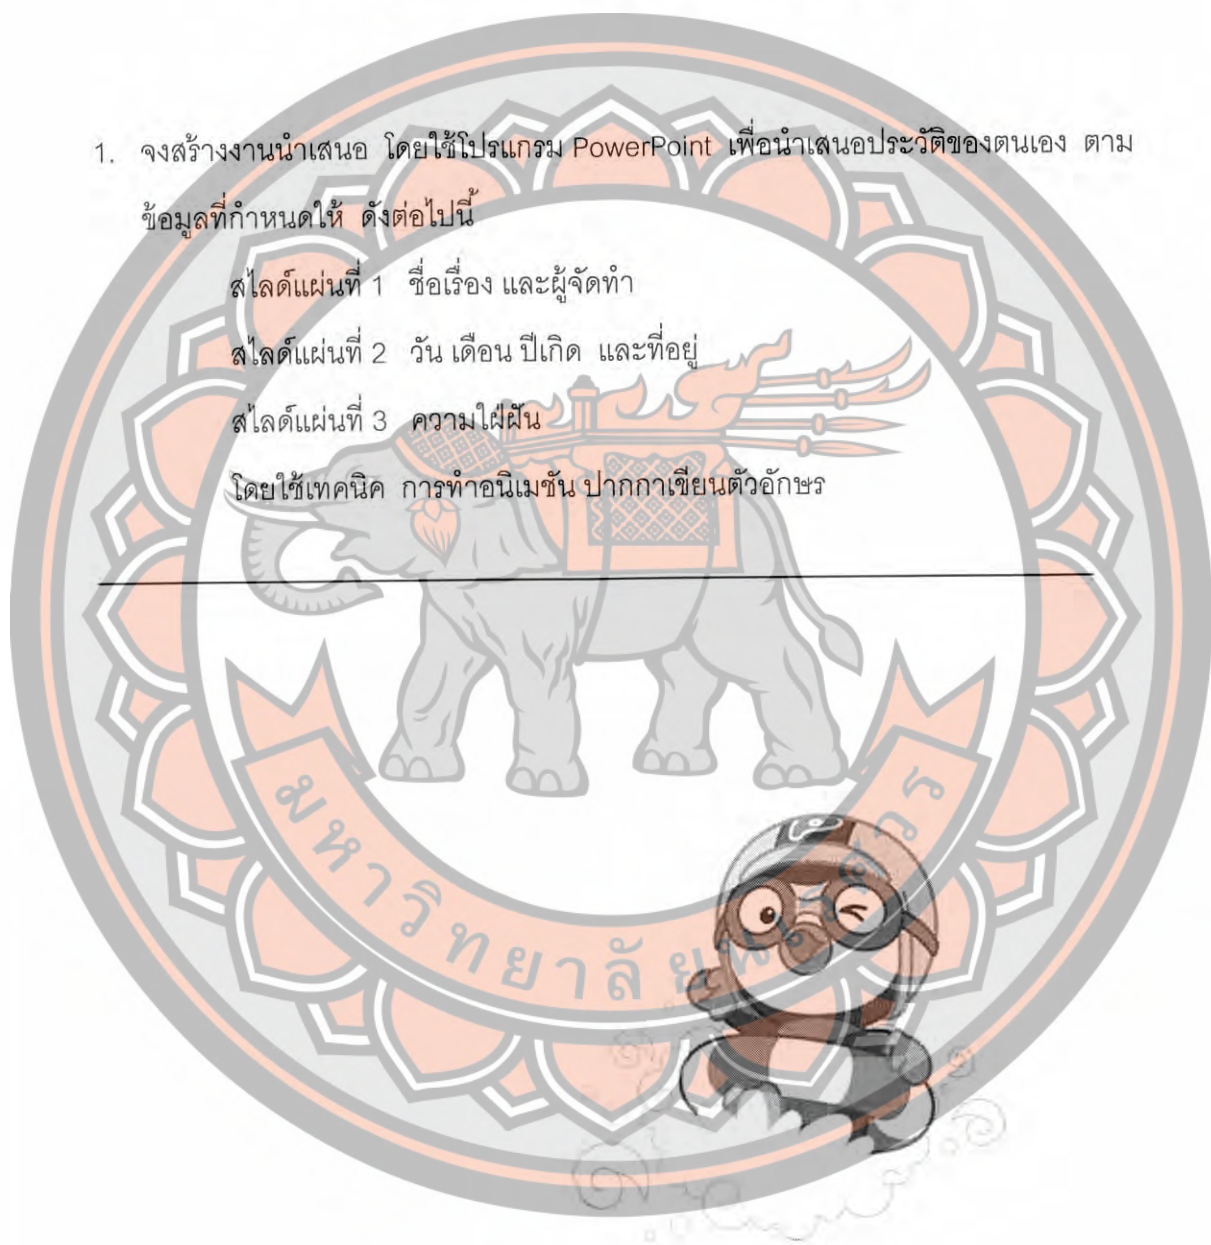 1. จงสร้างงานนำเสนอ โดยใช้โปรแกรม PowerPoint เพื่อนำเสนอประวัติของตนเอง ตาม
ข้อมูลที่กำหนดให้ ดังต่อไปนี้
สไลด์แผ่นที่ 1 ชื่อเรื่อง และผู้จัดทำ
สไลด์แผ่นที่ 2 วัน เดือน ปีเกิด และที่อยู่
สไลด์แผ่นที่ 3 ความใฝ่ฝัน
โดยใช้เทคนิค การทำอนิเมชัน ปากกาเขียนตัวอักษร
มหาวิทยาลัยนเรศวร